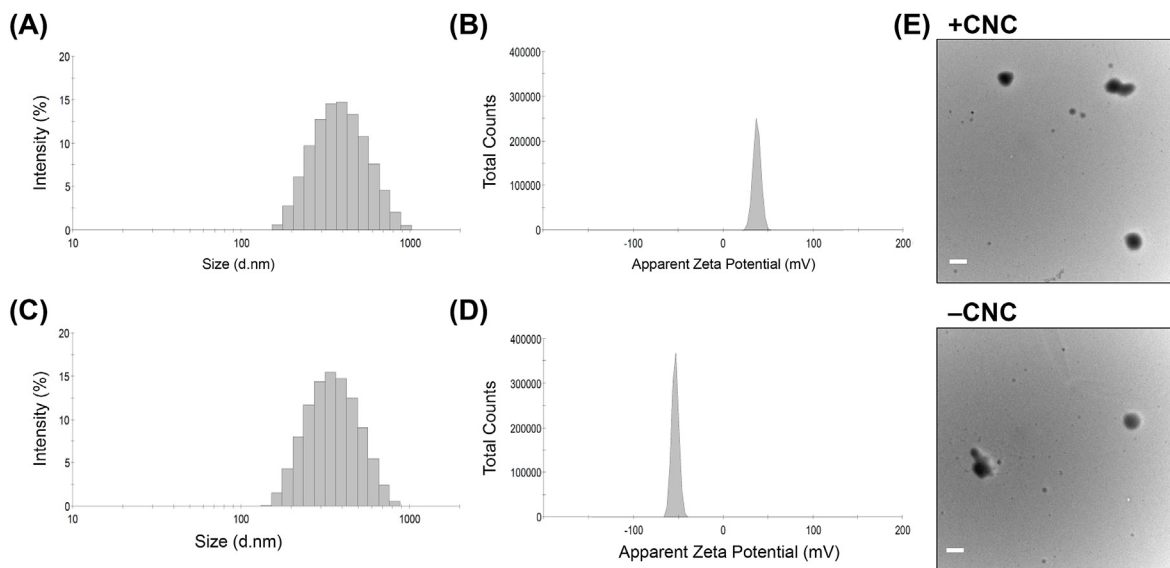 (A)
20
15
10
5
0
Intensity (%)
10
100
1000
Size (d.nm)
(B)
400000
300000
200000
100000
0
Total Counts
-100
0
100
200
Apparent Zeta Potential (mV)
(C)
20
15
10
5
0
Intensity (%)
10
100
1000
Size (d.nm)
(D)
400000
300000
200000
100000
0
Total Counts
-100
0
100
200
Apparent Zeta Potential (mV)
(E) +CNC
–CNC